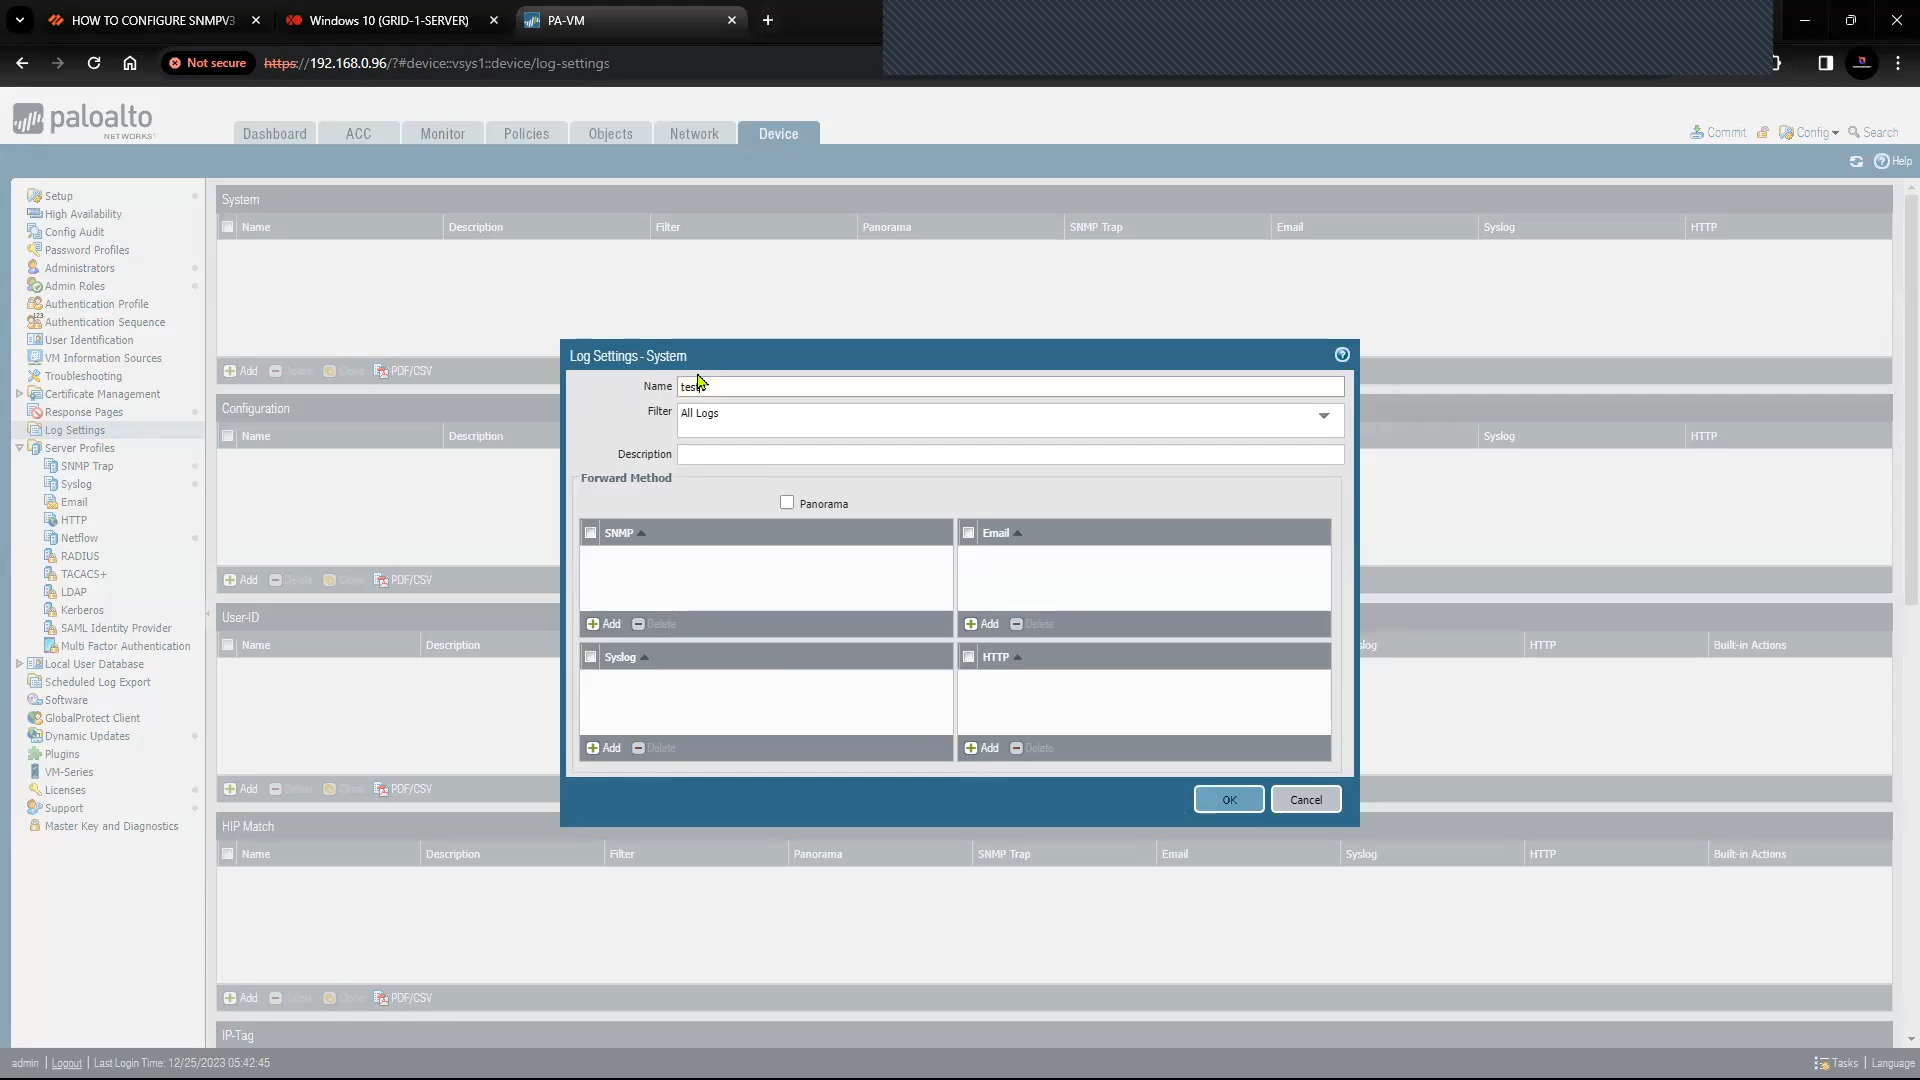 HOW TO CONFIGURE SNMPV3
Windows 10 (GRID-1-SERVER)
PA-VM
Not secure
https://192.168.0.96/?#device::vsys1::device/log-settings
paloalto
NETWORKS
Dashboard
ACC
Monitor
Policies
Objects
Network
Device
Commit
Config
Search
Help
Setup
High Availability
Config Audit
Password Profiles
Administrators
Admin Roles
Authentication Profile
Authentication Sequence
User Identification
VM Information Sources
Troubleshooting
Certificate Management
Response Pages
Log Settings
Server Profiles
SNMP Trap
Syslog
Email
HTTP
Netflow
RADIUS
TACACS+
LDAP
Kerberos
SAML Identity Provider
Multi Factor Authentication
Local User Database
Scheduled Log Export
Software
GlobalProtect Client
Dynamic Updates
Plugins
VM-Series
Licenses
Support
Master Key and Diagnostics
System
Name Description Filter Panorama SNMP Trap Email Syslog HTTP
Add Delete Clone PDF/CSV
Configuration
Name Description Syslog HTTP
Add Delete Clone PDF/CSV
User-ID
Name Description HTTP Built-in Actions
Add Delete Clone PDF/CSV
HIP Match
Name Description Filter Panorama SNMP Trap Email Syslog HTTP Built-in Actions
Add Delete Clone PDF/CSV
IP-Tag
Log Settings - System
Name
Filter All Logs
Description
Forward Method
Panorama
SNMP
Add Delete
Email
Add Delete
Syslog
Add Delete
HTTP
Add Delete
OK
Cancel
admin | Logout | Last Login Time: 12/25/2023 05:42:45
Tasks | Language